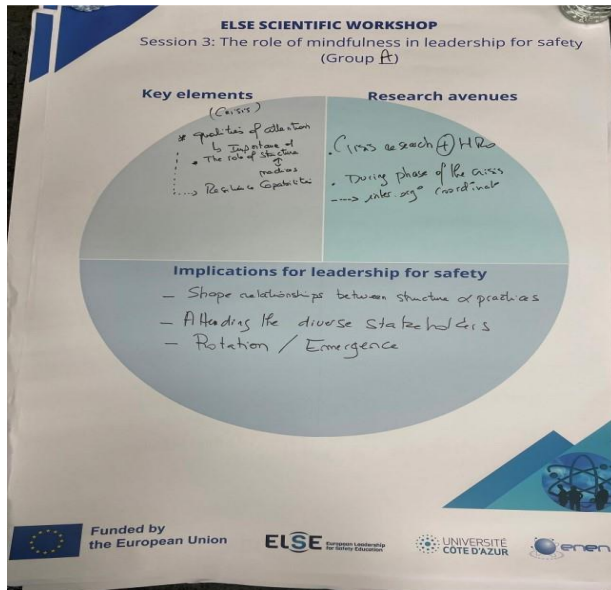 ELSE SCIENTIFIC WORKSHOP
Session 3: The role of mindfulness in leadership for safety
(Group A)
Key elements
(Crisis)
* qualities of attention
↳ Importance of
• The role of structure
↕
Resilience Capabilities
Research avenues
• Crisis research + HRO
• During phase of the crisis
----> inter-org° coordinat
Implications for leadership for safety
– Shape relationships between structure & practices
– Attending the diverse stakeholders
– Rotation / Emergence
Funded by
the European Union
ELSE European Leadership
for Safety Education
UNIVERSITÉ
CÔTE D'AZUR
enen